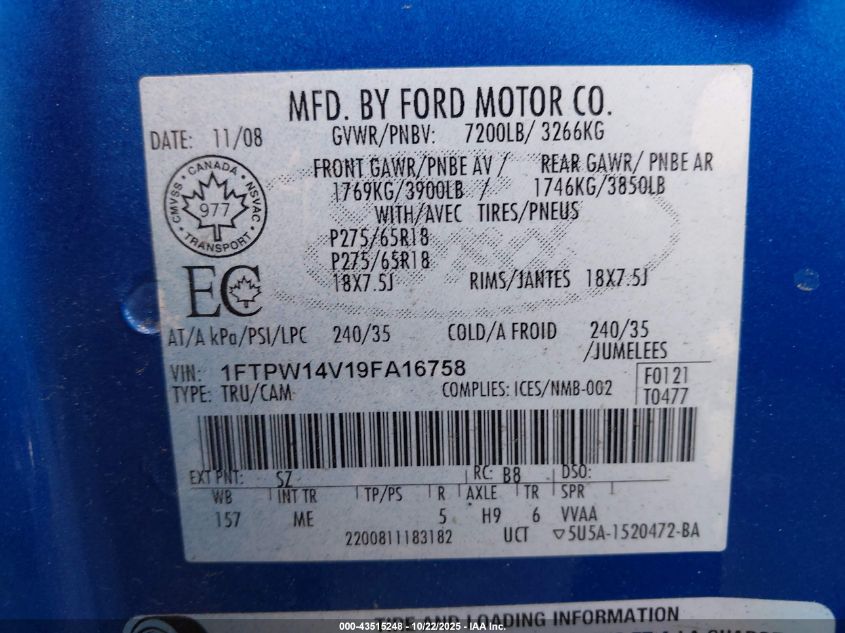 MFD. BY FORD MOTOR CO.
DATE: 11/08 GVWR/PNBV: 7200LB/ 3266KG
FRONT GAWR/PNBE AV/ REAR GAWR/ PNBE AR
1769KG/3900LB / 1746KG/3850LB
WITH/AVEC TIRES/PNEUS
CANADA
CMVSS 977 NSVAC
TRANSPORT
P275/65R18
P275/65R18
18X7.5J RIMS/JANTES 18X7.5J
EC
AT/A kPa/PSI/LPC 240/35 COLD/A FROID 240/35
/JUMELEES
VIN: 1FTPW14V19FA16758 F0121
TYPE: TRU/CAM COMPLIES: ICES/NMB-002 T0477
EXT PNT: SZ RC: B8 DSO:
WB INT TR TP/PS R AXLE TR SPR
157 ME 5 H9 6 VVAA
2200811183182 UCT ▽5U5A-1520472-BA
TIRE AND LOADING INFORMATION
000-43515248 - 10/22/2025 - IAA Inc.